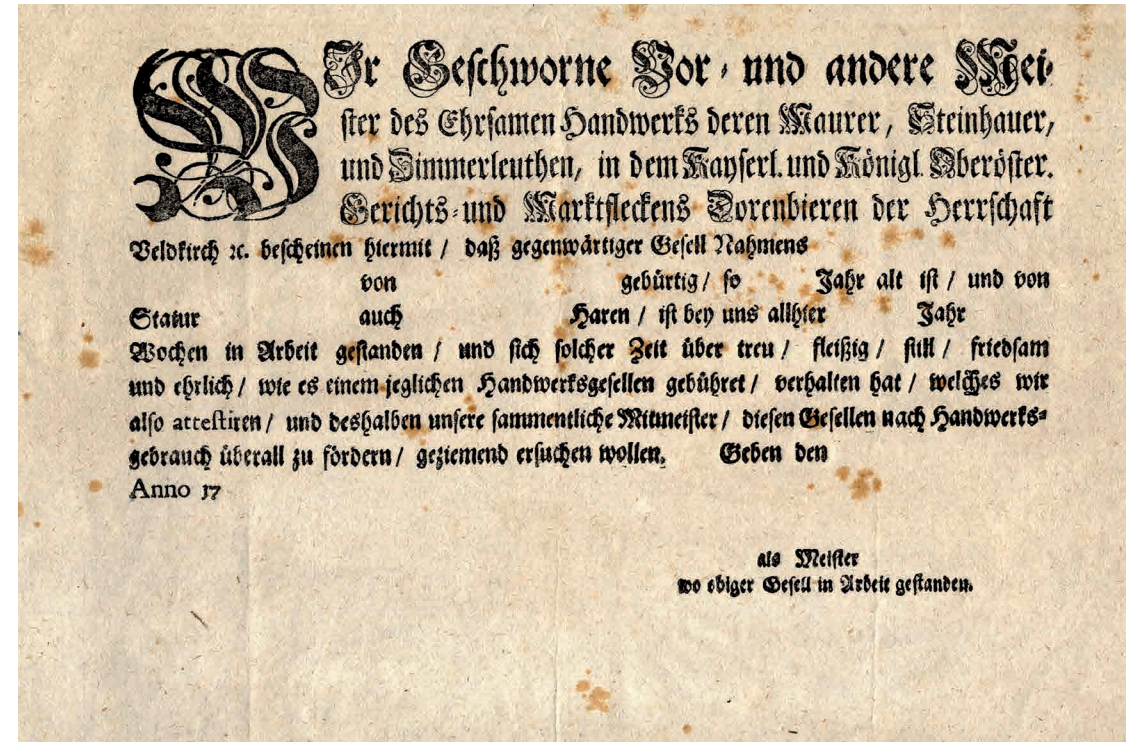 WIr Geschworne Vor- und andere Mei-
ster des Ehrsamen Handwerks deren Maurer, Steinhauer,
und Zimmerleuthen, in dem Kayserl. und Königl. Oberöster.
Gerichts- und Marktfleckens Dorenbieren der Herrschaft
Veldkirch ꝛc. bescheinen hiermit / daß gegenwärtiger Gesell Nahmens
von gebürtig / so Jahr alt ist / und von
Statur auch Haren / ist bey uns allhier Jahr
Wochen in Arbeit gestanden / und sich solcher Zeit über treu / fleißig / still / friedsam
und ehrlich / wie es einem jeglichen Handwerksgesellen gebühret / verhalten hat / welches wir
also attestiren / und deshalben unsere sammentliche Mitmeister / diesen Gesellen nach Handwerks-
gebrauch überall zu fördern / geziemend ersuchen wollen. Geben den
Anno 17
als Meister
wo obiger Gesell in Arbeit gestanden.